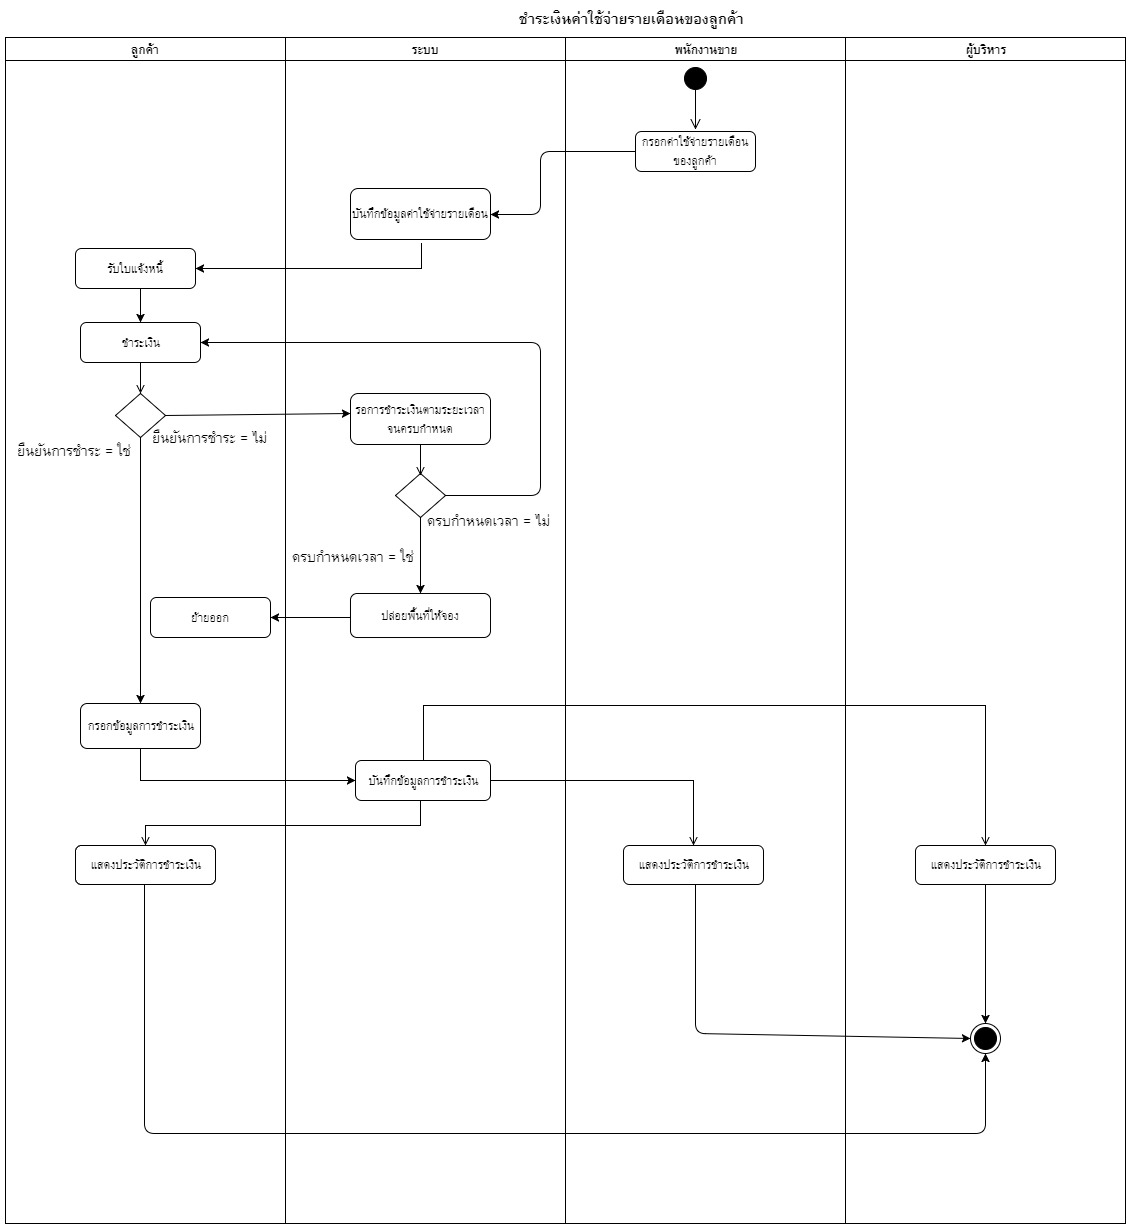 ชำระเงินค่าใช้จ่ายรายเดือนของลูกค้า
ลูกค้า
ระบบ
พนักงานขาย
ผู้บริหาร
กรอกค่าใช้จ่ายรายเดือน
ของลูกค้า
บันทึกข้อมูลค่าใช้จ่ายรายเดือน
รับใบแจ้งหนี้
ชำระเงิน
รอการชำระเงินตามระยะเวลา
จนครบกำหนด
ยืนยันการชำระ = ไม่
ยืนยันการชำระ = ใช่
ครบกำหนดเวลา = ไม่
ครบกำหนดเวลา = ใช่
ย้ายออก
ปล่อยพื้นที่ให้จอง
กรอกข้อมูลการชำระเงิน
บันทึกข้อมูลการชำระเงิน
แสดงประวัติการชำระเงิน
แสดงประวัติการชำระเงิน
แสดงประวัติการชำระเงิน